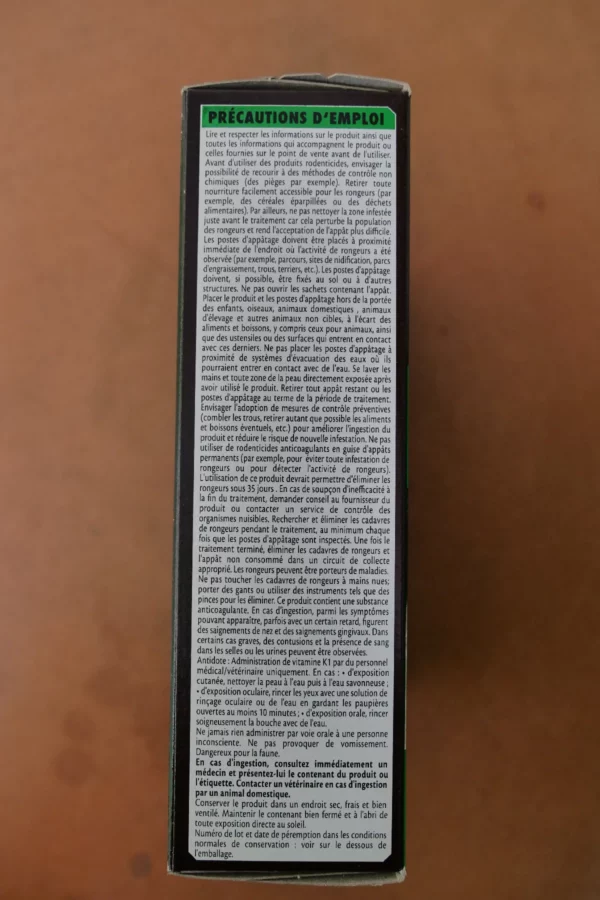 PRÉCAUTIONS D'EMPLOI
Lire et respecter les informations sur le produit ainsi que
toutes les informations qui accompagnent le produit ou
celles fournies sur le point de vente avant de l'utiliser.
Avant d'utiliser des produits rodenticides, envisager la
possibilité de recourir à des méthodes de contrôle non
chimiques (des pièges par exemple). Retirer toute
nourriture facilement accessible pour les rongeurs (par
exemple, des céréales éparpillées ou des déchets
alimentaires). Par ailleurs, ne pas nettoyer la zone infestée
juste avant le traitement car cela perturbe la population
des rongeurs et rend l'acceptation de l'appât plus difficile.
Les postes d'appâtage doivent être placés à proximité
immédiate de l'endroit où l'activité de rongeurs a été
observée (par exemple, parcours, sites de nidification, parcs
d'engraissement, trous, terriers, etc.). Les postes d'appâtage
doivent, si possible, être fixés au sol ou à d'autres
structures. Ne pas ouvrir les sachets contenant l'appât.
Placer le produit et les postes d'appâtage hors de la portée
des enfants, oiseaux, animaux domestiques , animaux
d'élevage et autres animaux non cibles, à l'écart des
aliments et boissons, y compris ceux pour animaux, ainsi
que des ustensiles ou des surfaces qui entrent en contact
avec ces derniers. Ne pas placer les postes d'appâtage à
proximité de systèmes d'évacuation des eaux où ils
pourraient entrer en contact avec de l'eau. Se laver les
mains et toute zone de la peau directement exposée après
avoir utilisé le produit. Retirer tout appât restant ou les
postes d'appâtage au terme de la période de traitement.
Envisager l'adoption de mesures de contrôle préventives
(combler les trous, retirer autant que possible les aliments
et boissons éventuels, etc.) pour améliorer l'ingestion du
produit et réduire le risque de nouvelle infestation. Ne pas
utiliser de rodenticides anticoagulants en guise d'appâts
permanents (par exemple, pour éviter toute infestation de
rongeurs ou pour détecter l'activité de rongeurs).
L'utilisation de ce produit devrait permettre d'éliminer les
rongeurs sous 35 jours . En cas de soupçon d'inefficacité à
la fin du traitement, demander conseil au fournisseur du
produit ou contacter un service de contrôle des
organismes nuisibles. Rechercher et éliminer les cadavres
de rongeurs pendant le traitement, au minimum chaque
fois que les postes d'appâtage sont inspectés. Une fois le
traitement terminé, éliminer les cadavres de rongeurs et
l'appât non consommé dans un circuit de collecte
approprié. Les rongeurs peuvent être porteurs de maladies.
Ne pas toucher les cadavres de rongeurs à mains nues;
porter des gants ou utiliser des instruments tels que des
pinces pour les éliminer. Ce produit contient une substance
anticoagulante. En cas d'ingestion, parmi les symptômes
pouvant apparaître, parfois avec un certain retard, figurent
des saignements de nez et des saignements gingivaux. Dans
certains cas graves, des contusions et la présence de sang
dans les selles ou les urines peuvent être observées.
Antidote : Administration de vitamine K1 par du personnel
médical/vétérinaire uniquement. En cas : • d'exposition
cutanée, nettoyer la peau à l'eau puis à l'eau savonneuse ;
• d'exposition oculaire, rincer les yeux avec une solution de
rinçage oculaire ou de l'eau en gardant les paupières
ouvertes au moins 10 minutes ; • d'exposition orale, rincer
soigneusement la bouche avec de l'eau.
Ne jamais rien administrer par voie orale à une personne
inconsciente. Ne pas provoquer de vomissement.
Dangereux pour la faune.
En cas d'ingestion, consultez immédiatement un
médecin et présentez-lui le contenant du produit ou
l'étiquette. Contacter un vétérinaire en cas d'ingestion
par un animal domestique.
Conserver le produit dans un endroit sec, frais et bien
ventilé. Maintenir le contenant bien fermé et à l'abri de
toute exposition directe au soleil.
Numéro de lot et date de péremption dans les conditions
normales de conservation : voir sur le dessous de
l'emballage.